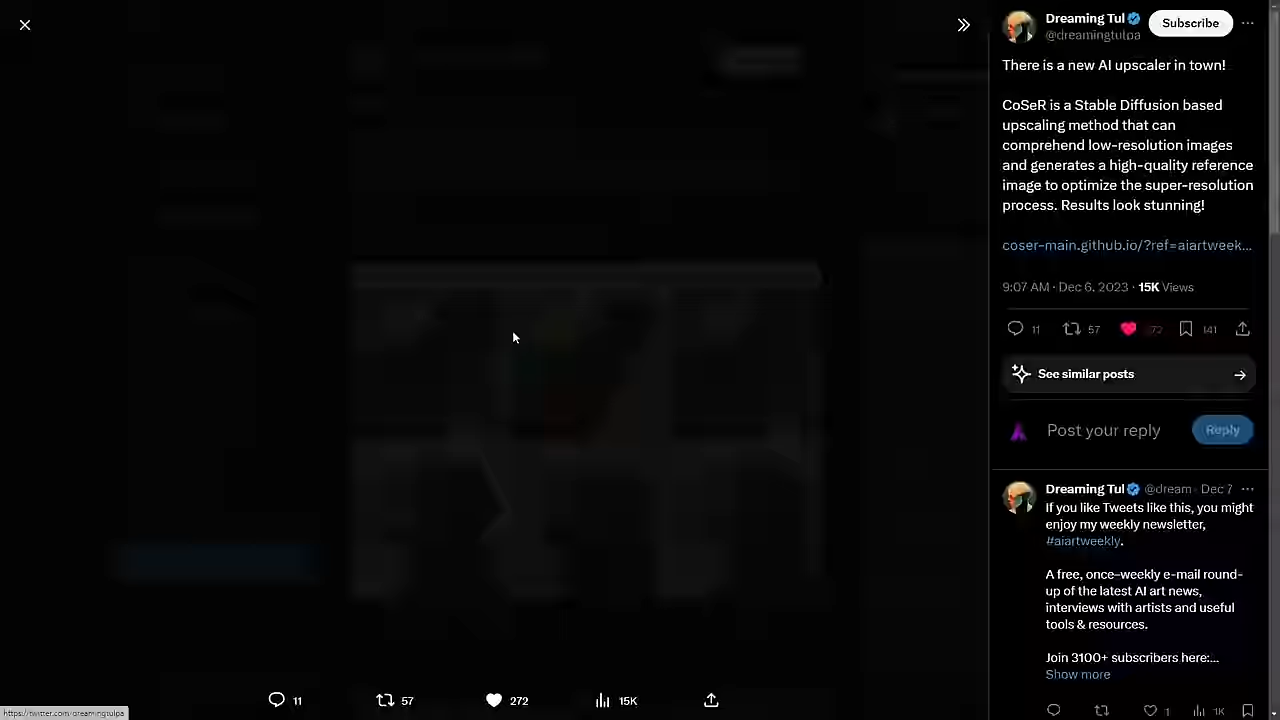 Dreaming Tul
@dreamingtulpa
Subscribe
There is a new AI upscaler in town!
CoSeR is a Stable Diffusion based
upscaling method that can
comprehend low-resolution images
and generates a high-quality reference
image to optimize the super-resolution
process. Results look stunning!
coser-main.github.io/?ref=aiartweek...
9:07 AM · Dec 6, 2023 · 15K Views
11 57 272 141
See similar posts
Post your reply
Reply
Dreaming Tul @dream · Dec 7
If you like Tweets like this, you might
enjoy my weekly newsletter,
#aiartweekly.
A free, once-weekly e-mail round-
up of the latest AI art news,
interviews with artists and useful
tools & resources.
Join 3100+ subscribers here:...
Show more
1 1K
11 57 272 15K
https://twitter.com/dreamingtulpa